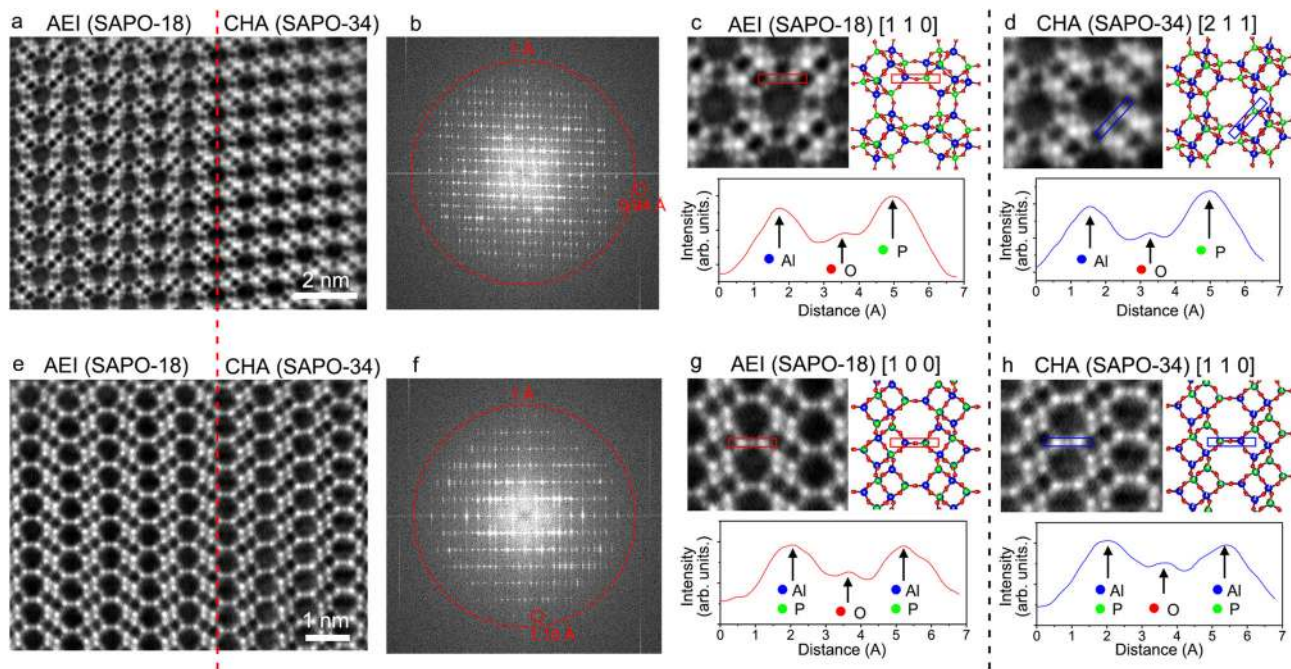 a AEI (SAPO-18) CHA (SAPO-34)
2 nm
b
1 Å
0.94 Å
c AEI (SAPO-18) [1 1 0]
Intensity
(arb. units.)
Al
O
P
0 1 2 3 4 5 6 7
Distance (A)
d CHA (SAPO-34) [2 1 1]
Intensity
(arb. units.)
Al
O
P
0 1 2 3 4 5 6 7
Distance (A)
e AEI (SAPO-18) CHA (SAPO-34)
1 nm
f
1 Å
g AEI (SAPO-18) [1 0 0]
Intensity
(arb. units.)
Al Al
P O P
0 1 2 3 4 5 6 7
Distance (A)
h CHA (SAPO-34) [1 1 0]
Intensity
(arb. units.)
Al Al
P O P
0 1 2 3 4 5 6 7
Distance (A)